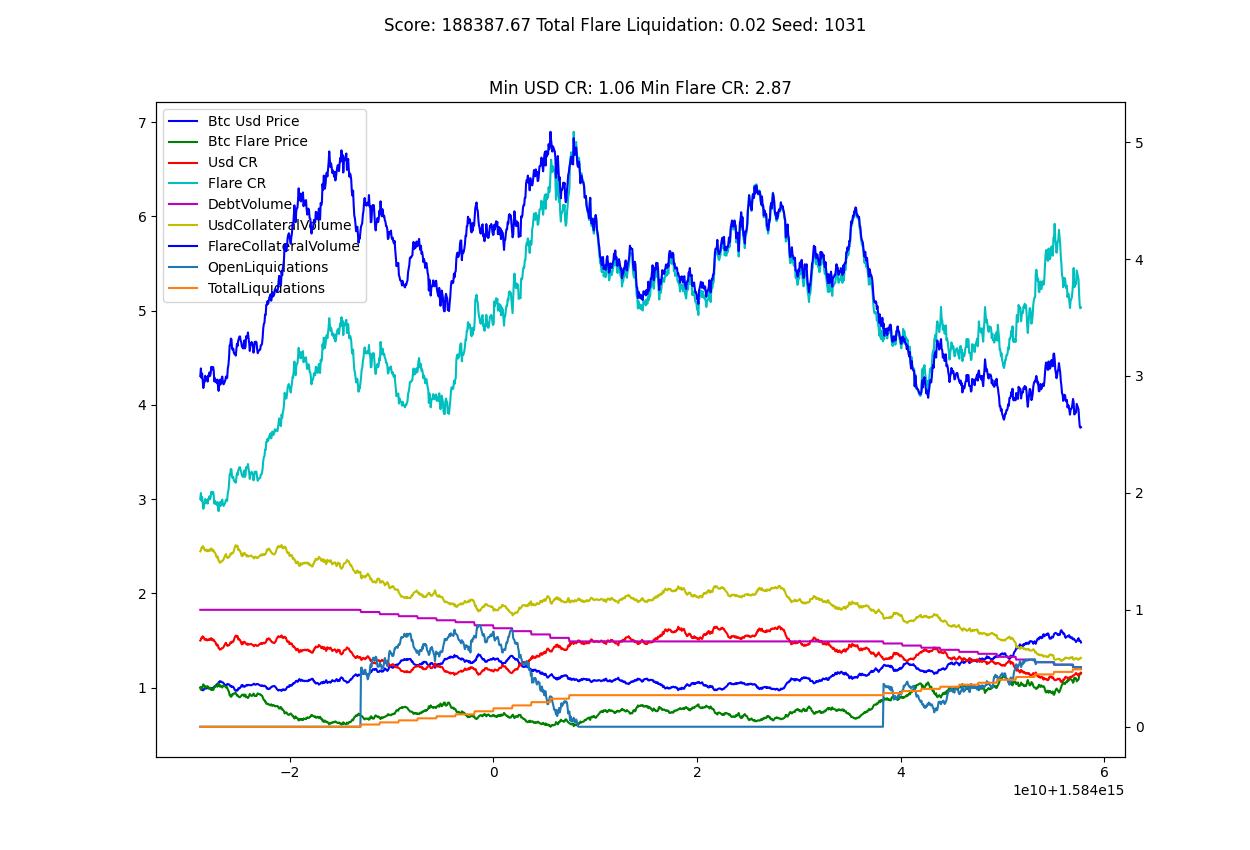 Score: 188387.67 Total Flare Liquidation: 0.02 Seed: 1031
Min USD CR: 1.06 Min Flare CR: 2.87
Btc Usd Price
Btc Flare Price
Usd CR
Flare CR
DebtVolume
UsdCollateralVolume
FlareCollateralVolume
OpenLiquidations
TotalLiquidations
7
6
5
4
3
2
1
5
4
3
2
1
0
−2
0
2
4
6
1e10+1.584e15